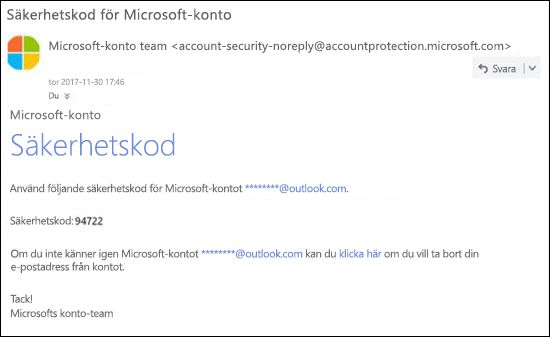 Säkerhetskod för Microsoft-konto
Microsoft-konto team <account-security-noreply@accountprotection.microsoft.com>
Svara
tor 2017-11-30 17:46
Du
Microsoft-konto
Säkerhetskod
Använd följande säkerhetskod för Microsoft-kontot ********@outlook.com.
Säkerhetskod: 94722
Om du inte känner igen Microsoft-kontot ********@outlook.com kan du klicka här om du vill ta bort din
e-postadress från kontot.
Tack!
Microsofts konto-team